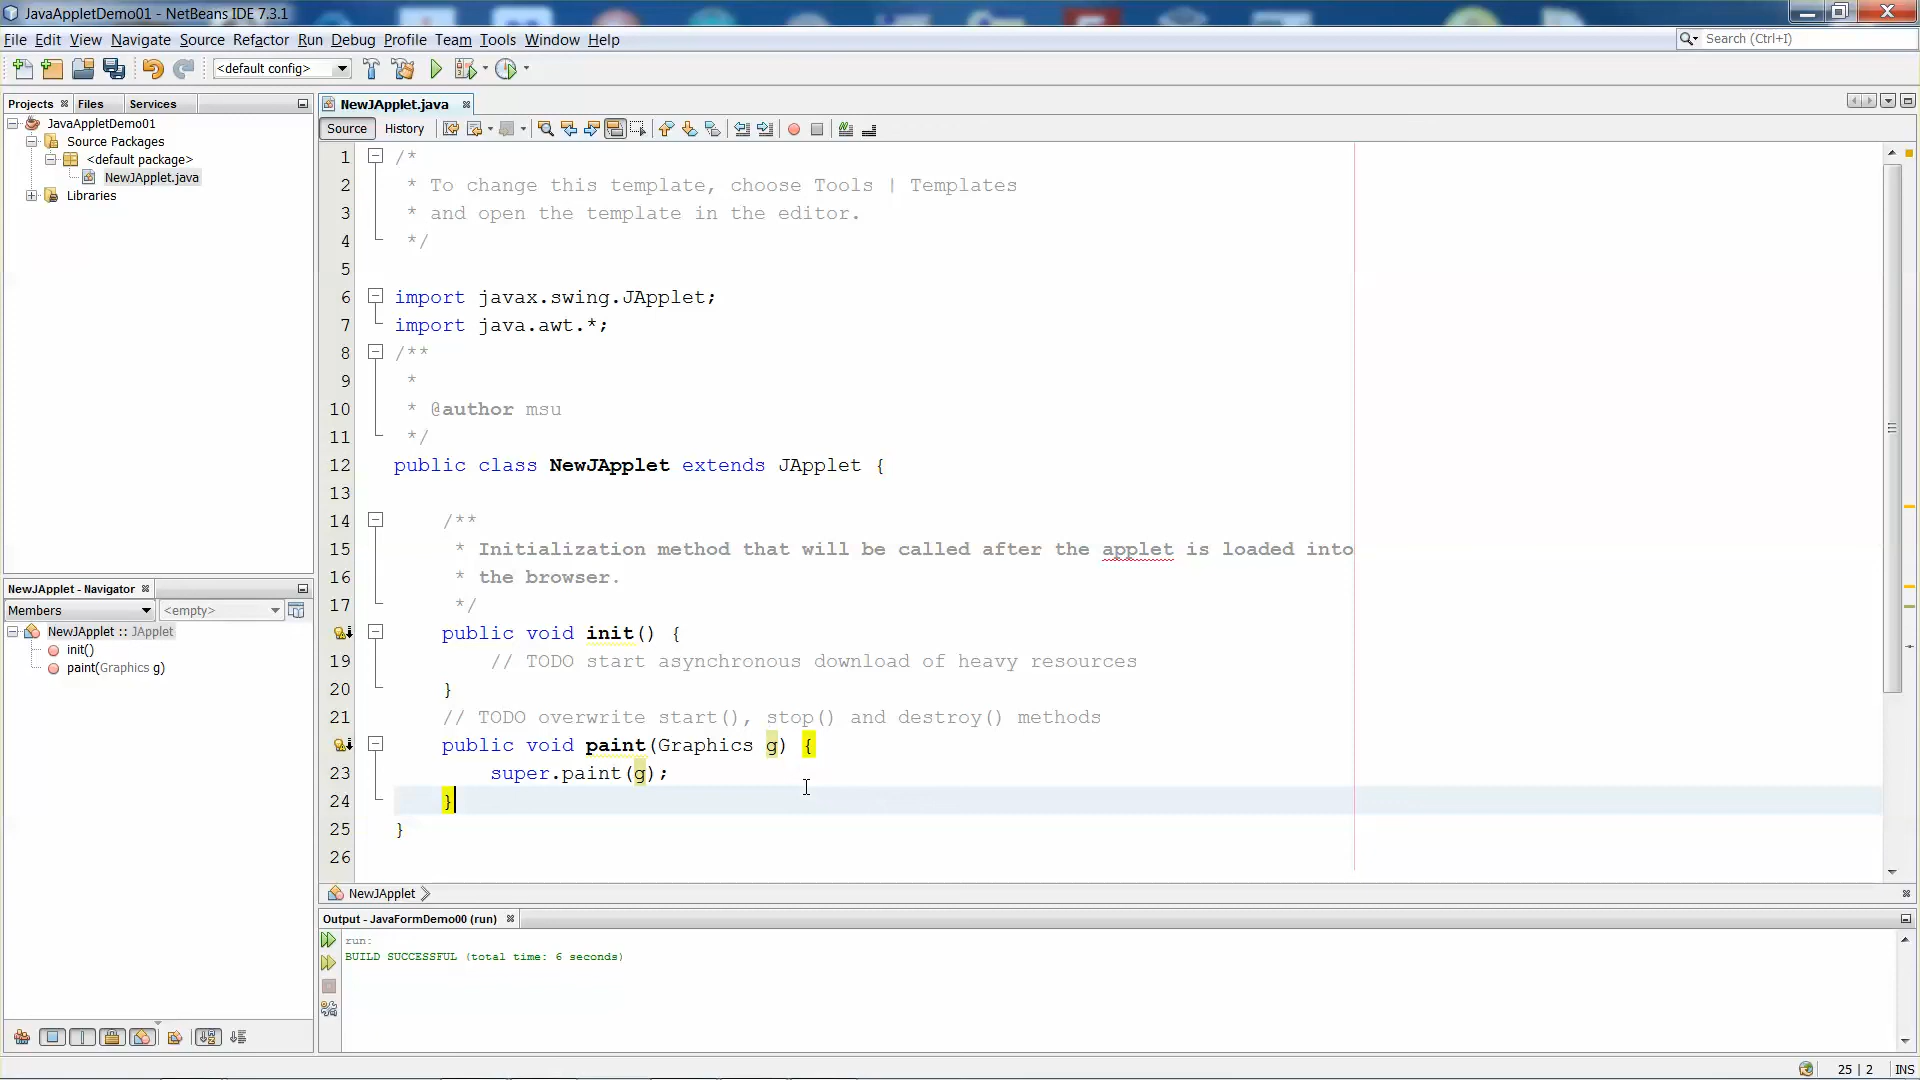 JavaAppletDemo01 - NetBeans IDE 7.3.1
File Edit View Navigate Source Refactor Run Debug Profile Team Tools Window Help
Search (Ctrl+I)
<default config>
Projects Files Services
NewJApplet.java
JavaAppletDemo01
Source Packages
<default package>
NewJApplet.java
Libraries
Source History
1 /*
2 * To change this template, choose Tools | Templates
3 * and open the template in the editor.
4 */
5
6 import javax.swing.JApplet;
7 import java.awt.*;
8 /**
9 *
10 * @author msu
11 */
12 public class NewJApplet extends JApplet {
13
14 /**
15 * Initialization method that will be called after the applet is loaded into
16 * the browser.
17 */
public void init() {
19 // TODO start asynchronous download of heavy resources
20 }
21 // TODO overwrite start(), stop() and destroy() methods
public void paint(Graphics g) {
23 super.paint(g);
24 }
25 }
26
NewJApplet - Navigator
Members <empty>
NewJApplet :: JApplet
init()
paint(Graphics g)
NewJApplet
Output - JavaFormDemo00 (run)
run:
BUILD SUCCESSFUL (total time: 6 seconds)
25 | 2 INS